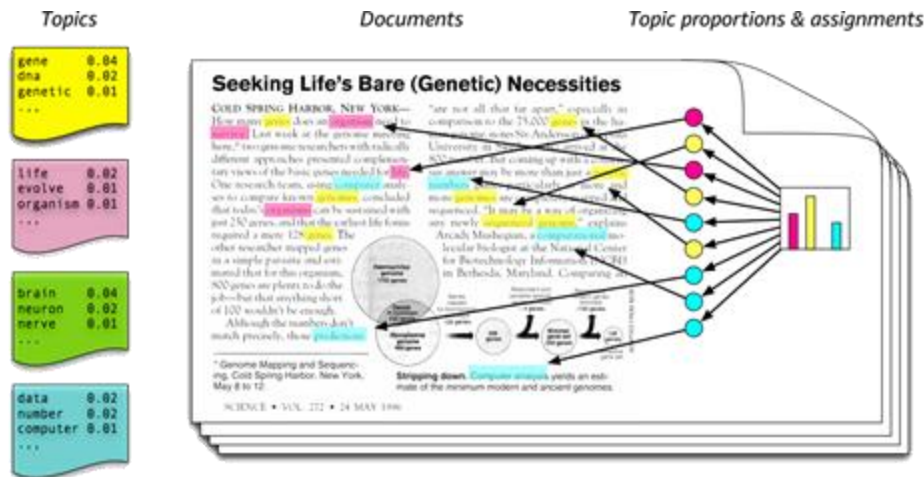 Topics
Documents
Topic proportions & assignments
gene 0.04
dna 0.02
genetic 0.01
...
life 0.02
evolve 0.01
organism 0.01
...
brain 0.04
neuron 0.02
nerve 0.01
...
data 0.02
number 0.02
computer 0.01
...
Seeking Life's Bare (Genetic) Necessities
COLD SPRING HARBOR, NEW YORK—
How many genes does an organism need to
survive? Last week at the genome meeting
here,* two genome researchers with radically
different approaches presented complemen-
tary views of the basic genes needed for life.
One research team, using computer analy-
ses to compare known genomes, concluded
that today's organisms can be sustained with
just 250 genes, and that the earliest life forms
required a mere 128 genes. The
other researcher mapped genes
in a simple parasite and esti-
mated that for this organism,
800 genes are plenty to do the
job—but that anything short
of 100 wouldn't be enough.
Although the numbers don't
match precisely, those predictions
* Genome Mapping and Sequenc-
ing, Cold Spring Harbor, New York,
May 8 to 12.
"are not all that far apart," especially in
comparison to the 75,000 genes in the hu-
genome, notes Siv Andersson
University in arrived at the
800 But coming up with a
sus answer may be more than just a
numbers particularly more and
more genomes are mapped and
sequenced. "It may be a way of organizing
any newly sequenced genome," explains
Arcady Mushegian, a computational mo-
lecular biologist at the National Center
for Biotechnology Information (NCBI)
in Bethesda, Maryland. Comparing an
Haemophilus
genome
1703 genes
Mycoplasma
genome
469 genes
Stripping down. Computer analysis yields an esti-
mate of the minimum modern and ancient genomes.
SCIENCE • VOL. 272 • 24 MAY 1996